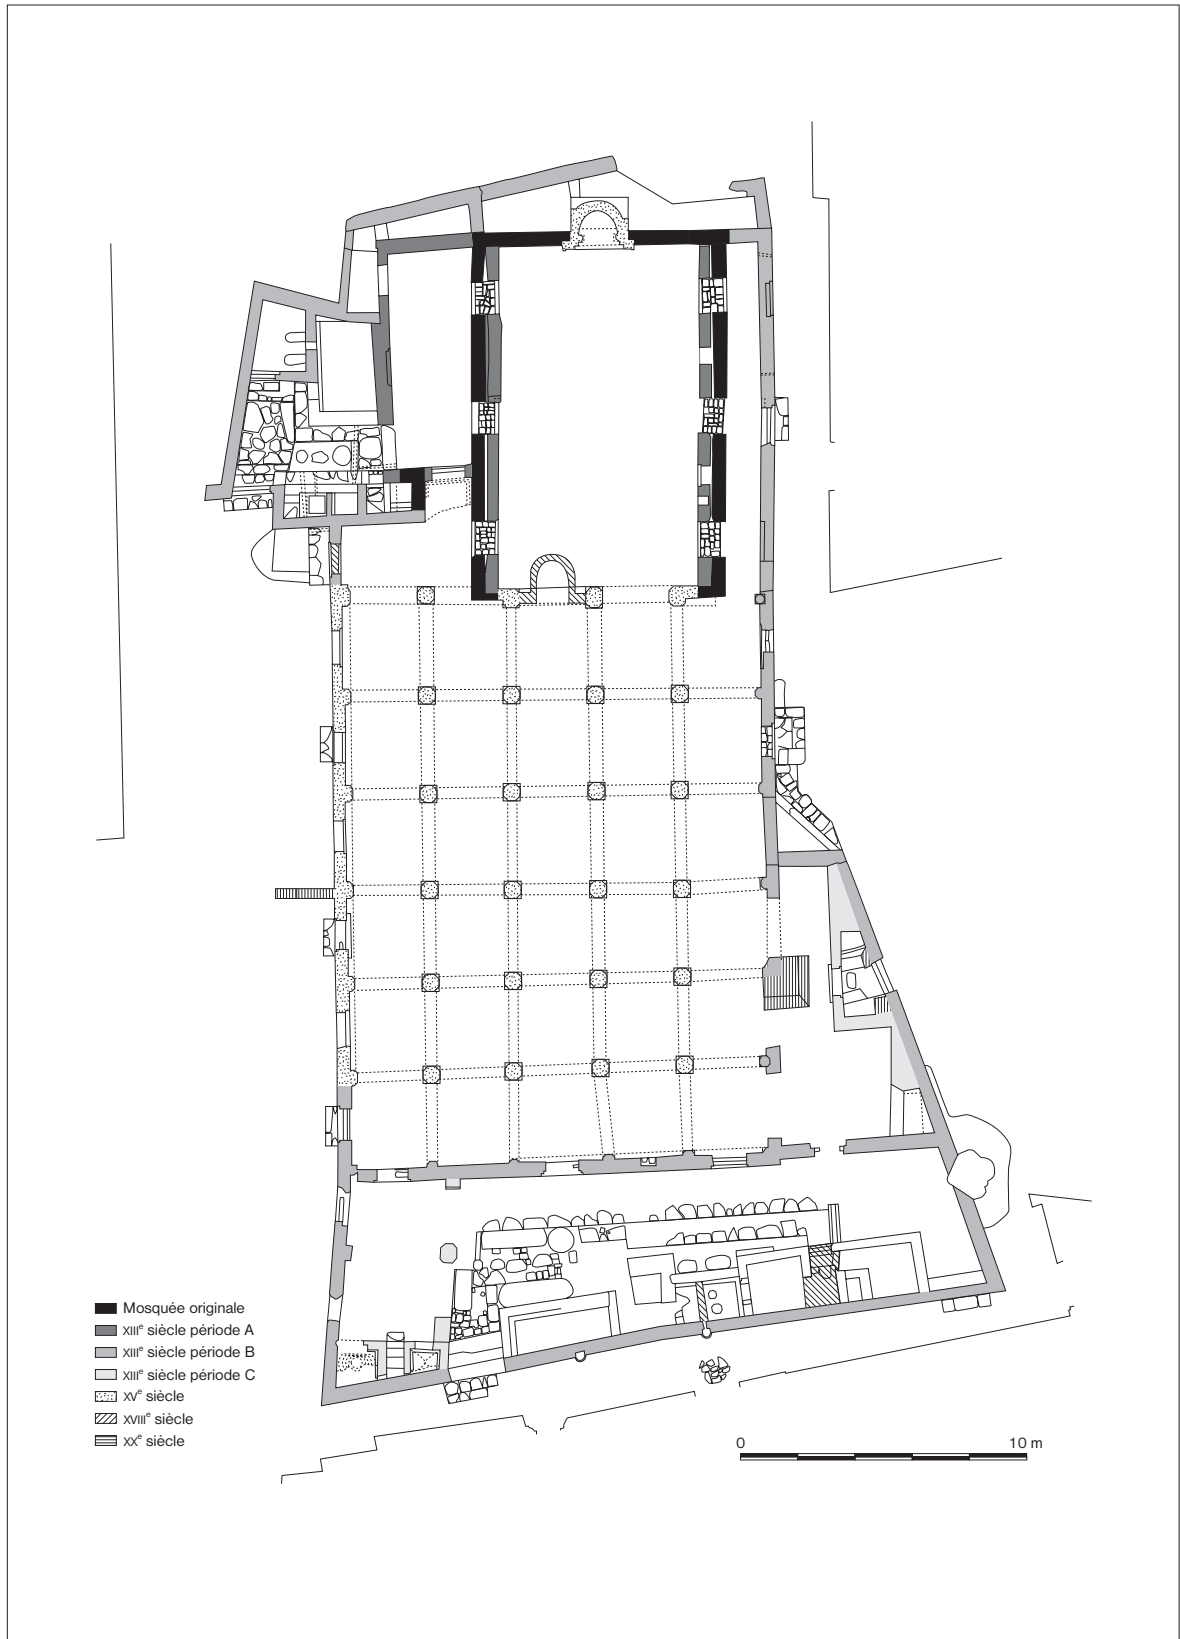 Mosquée originale
XIIIe siècle période A
XIIIe siècle période B
XIIIe siècle période C
XVe siècle
XVIIIe siècle
XXe siècle
0 10 m